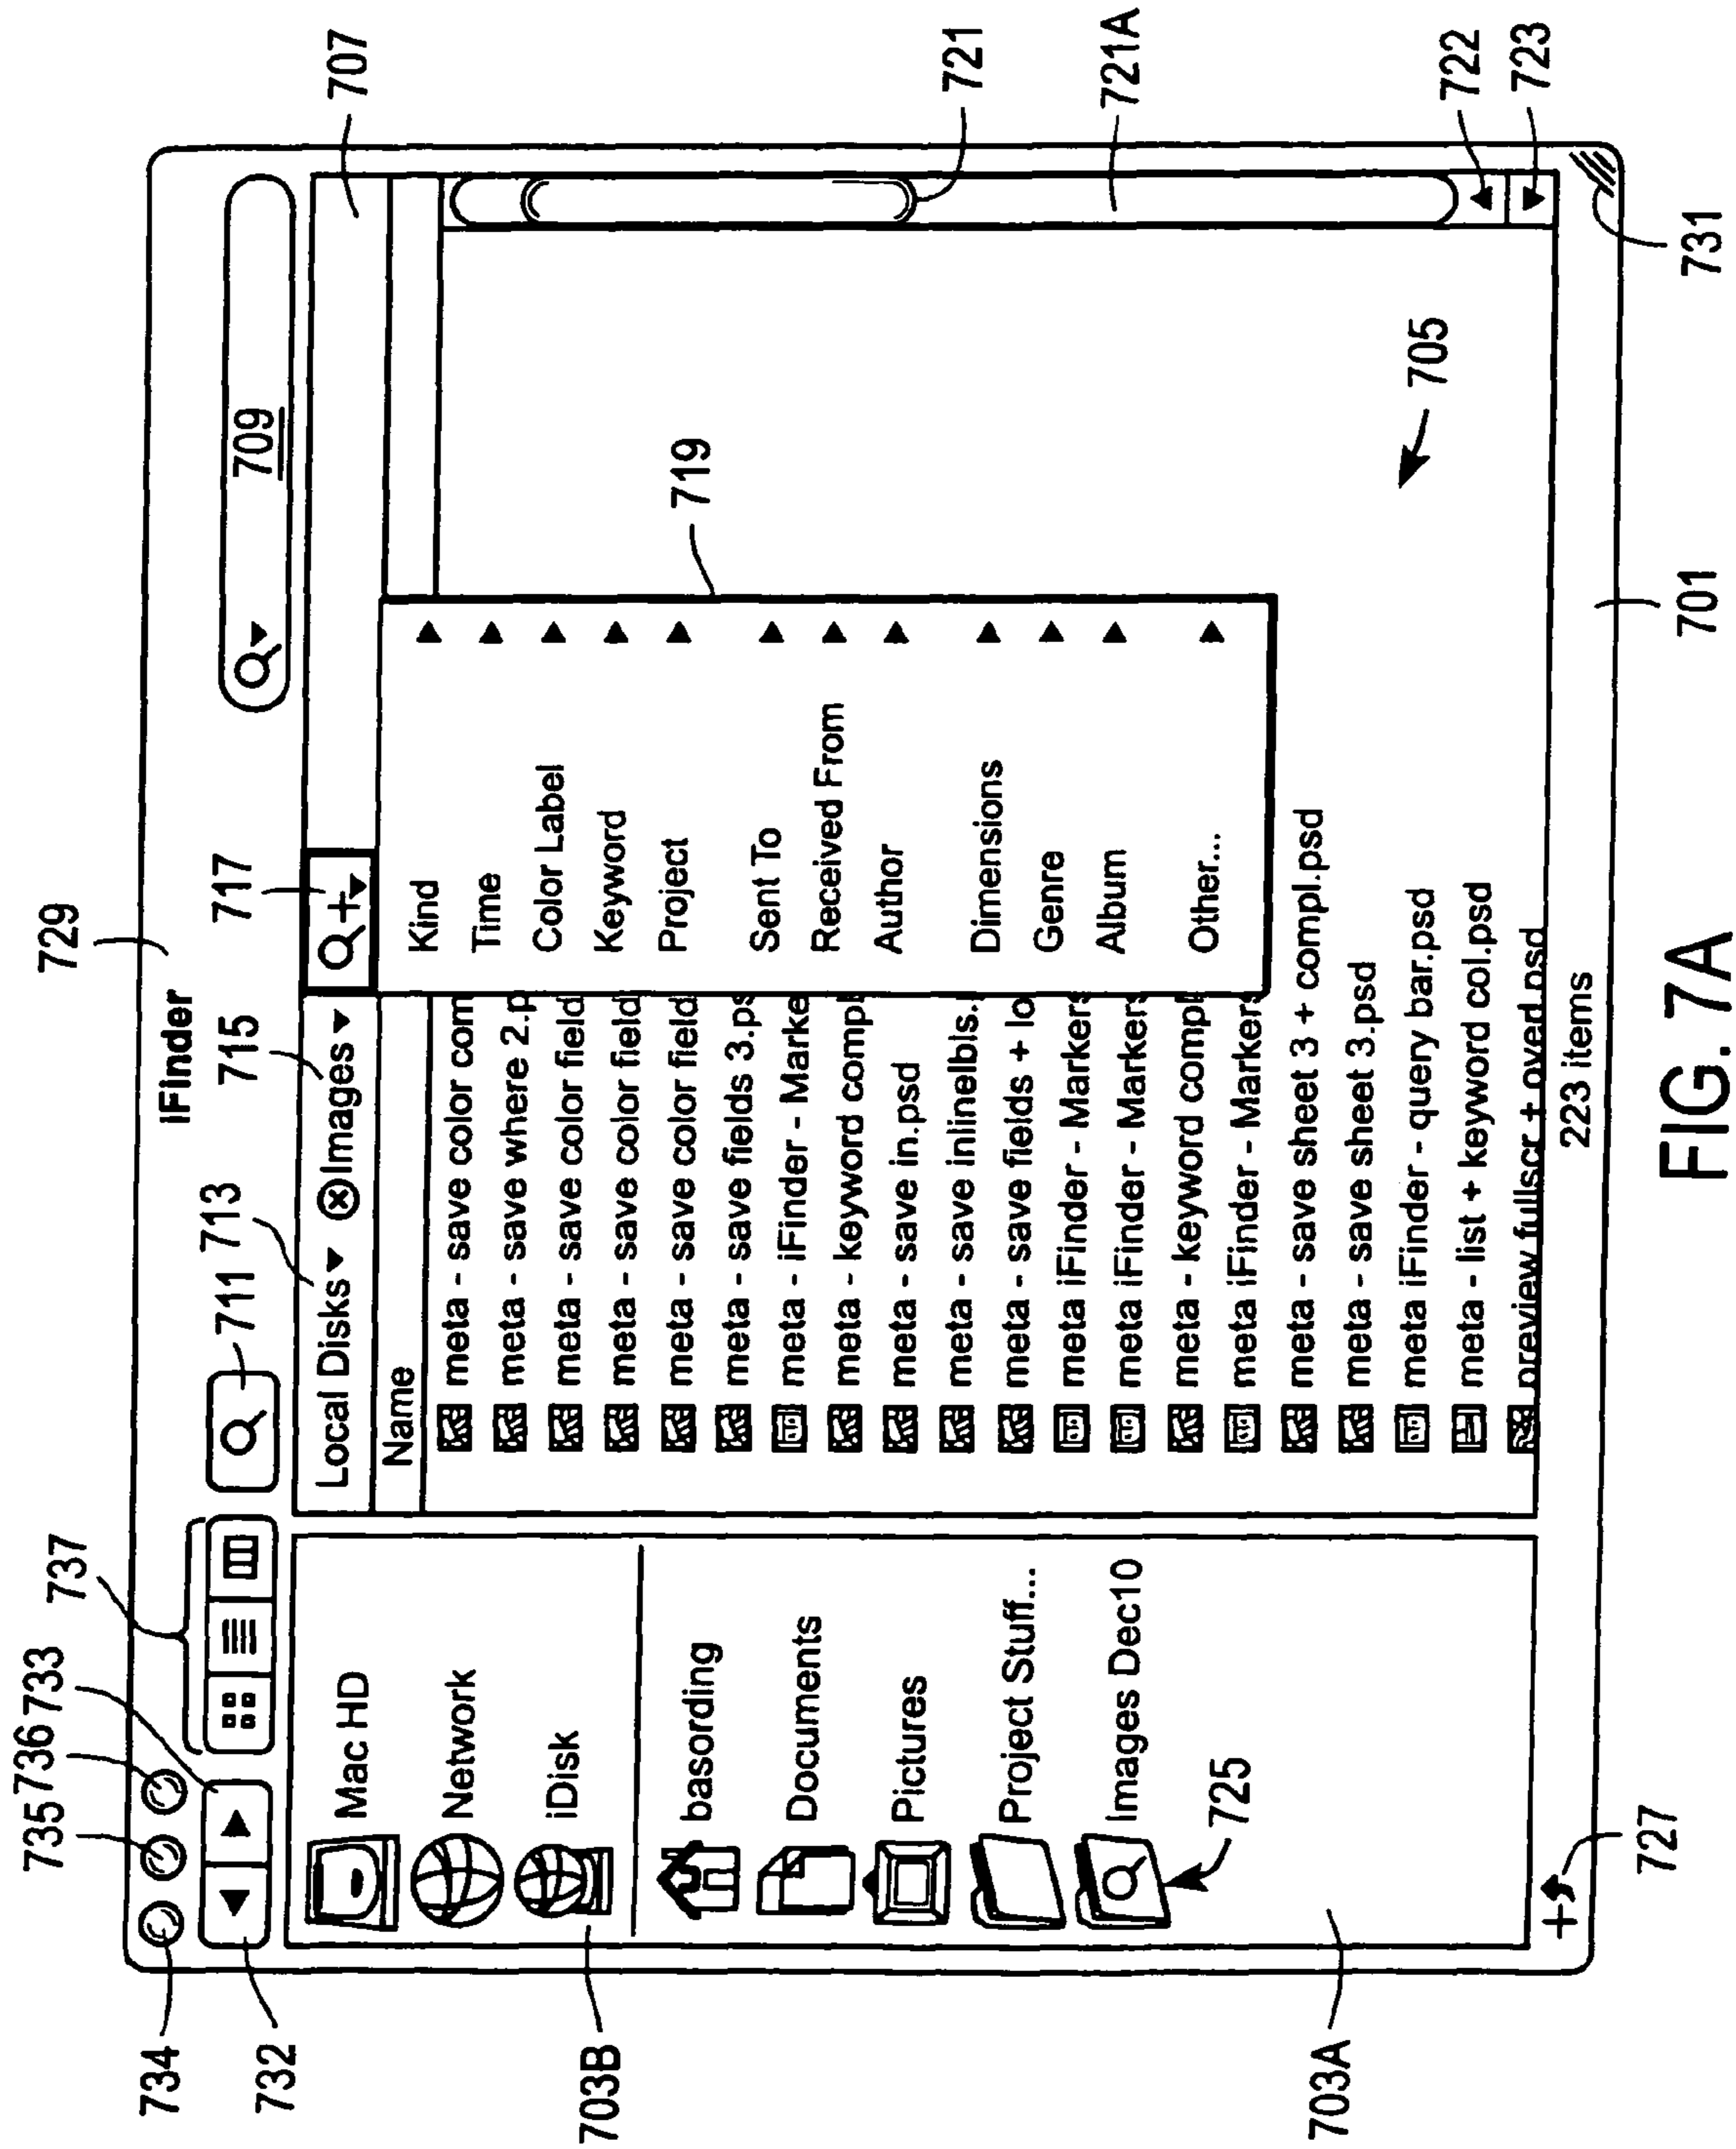 735 736 733
737
729
734
732
iFinder
711
713
715
717
709
707
Local Disks Images
Name
Mac HD
Network
iDisk
basording
Documents
Pictures
Project Stuff...
Images Dec10
703B
725
703A
727
meta - save color com
meta - save where 2.p
meta - save color field
meta - save color field
meta - save color field
meta - save fields 3.ps
meta - iFinder - Marke
meta - keyword compl
meta - save in.psd
meta - save inlinelbls.
meta - save fields + lo
meta iFinder - Markers
meta iFinder - Markers
meta - keyword compl
meta iFinder - Markers
meta - save sheet 3 + compl.psd
meta - save sheet 3.psd
meta iFinder - query bar.psd
meta - list + keyword col.psd
preview fullscr + oved.psd
Kind
Time
Color Label
Keyword
Project
Sent To
Received From
Author
Dimensions
Genre
Album
Other...
719
705
721
721A
722
723
731
223 items
701
FIG. 7A